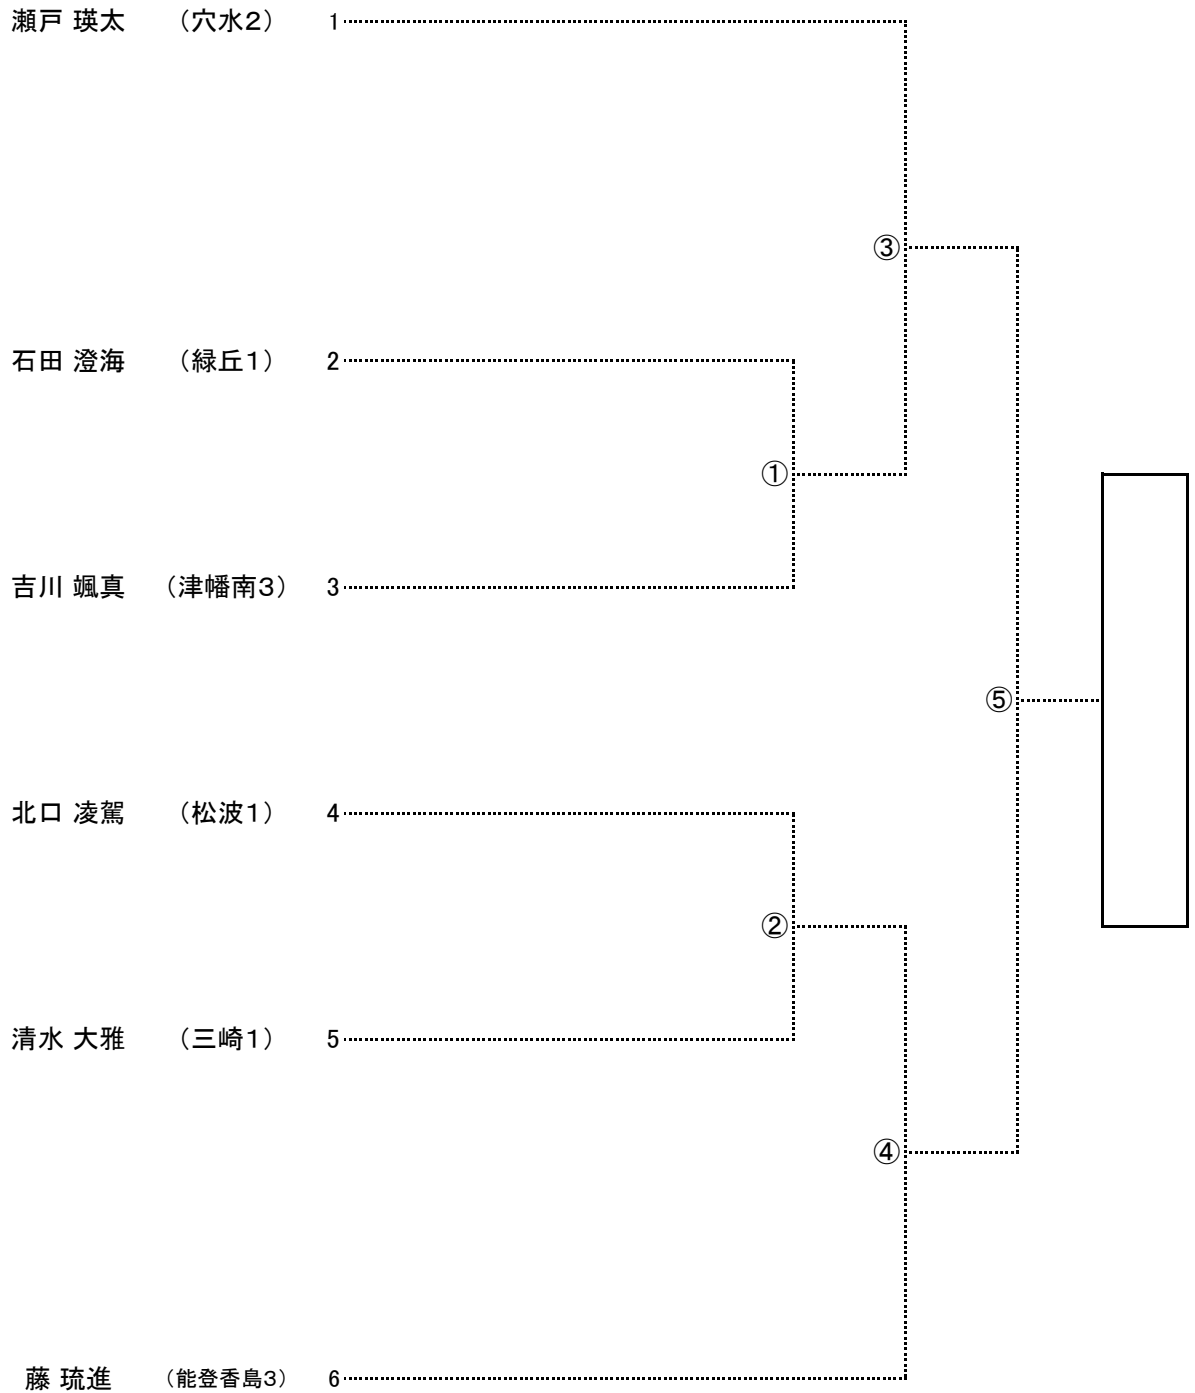 瀬戸 瑛太 （穴水２） 1
③
石田 澄海 （緑丘１） 2
①
吉川 颯真 （津幡南３） 3
⑤
北口 凌駕 （松波１） 4
②
清水 大雅 （三崎１） 5
④
藤 琉進 （能登香島３） 6